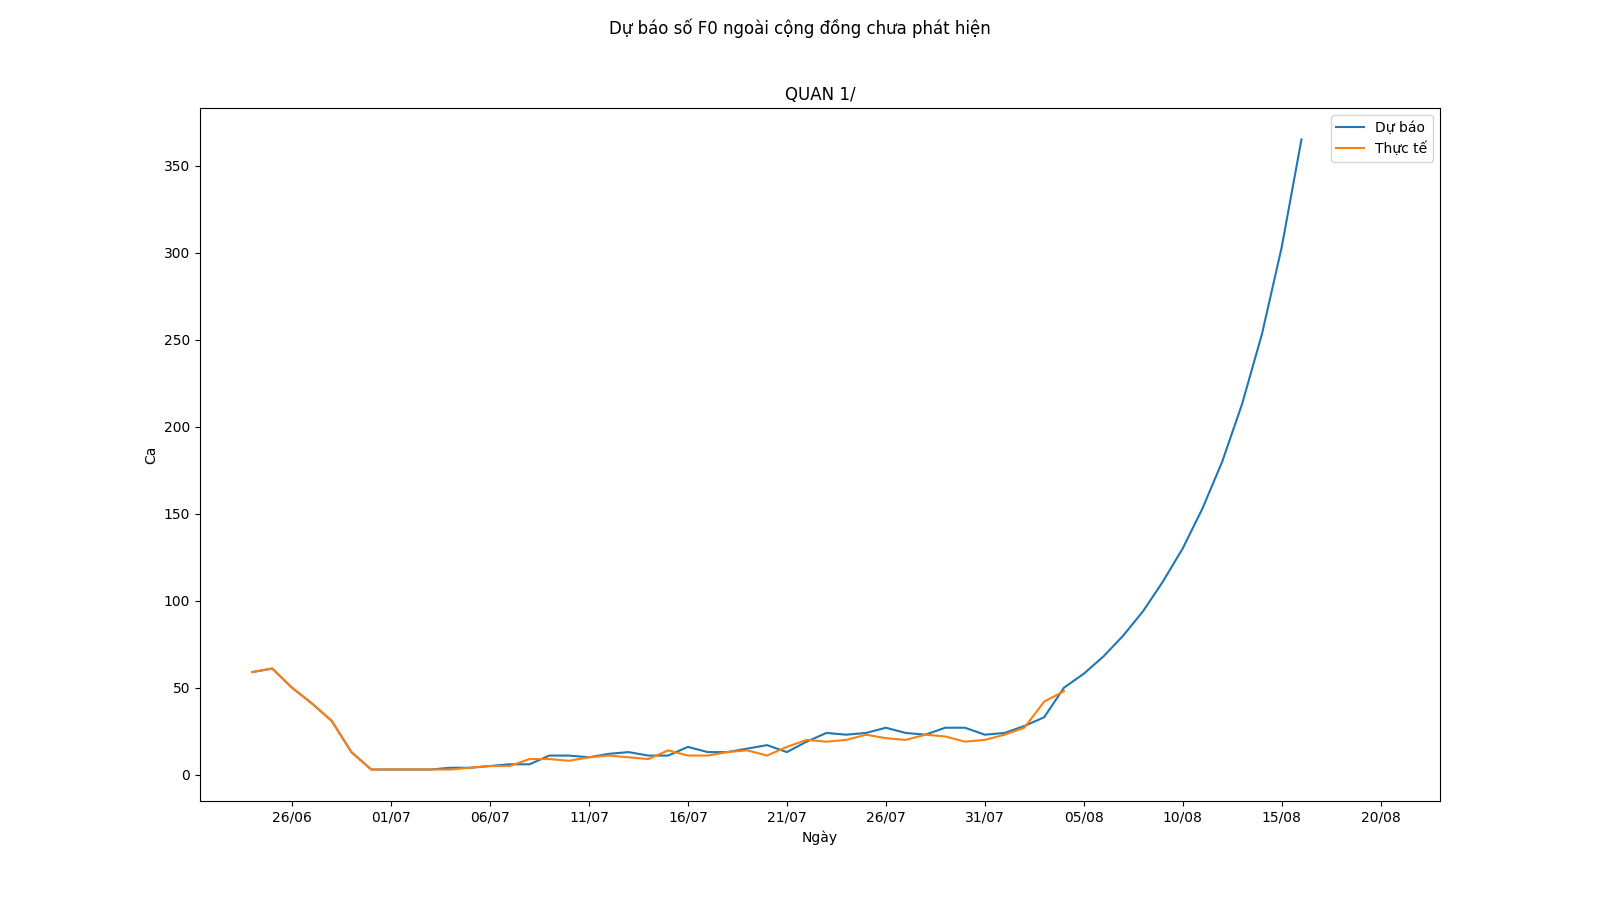 Dự báo số F0 ngoài cộng đồng chưa phát hiện
QUAN 1/
Dự báo
Thực tế
350
300
250
200
150
100
50
0
Ca
26/06 01/07 06/07 11/07 16/07 21/07 26/07 31/07 05/08 10/08 15/08 20/08
Ngày